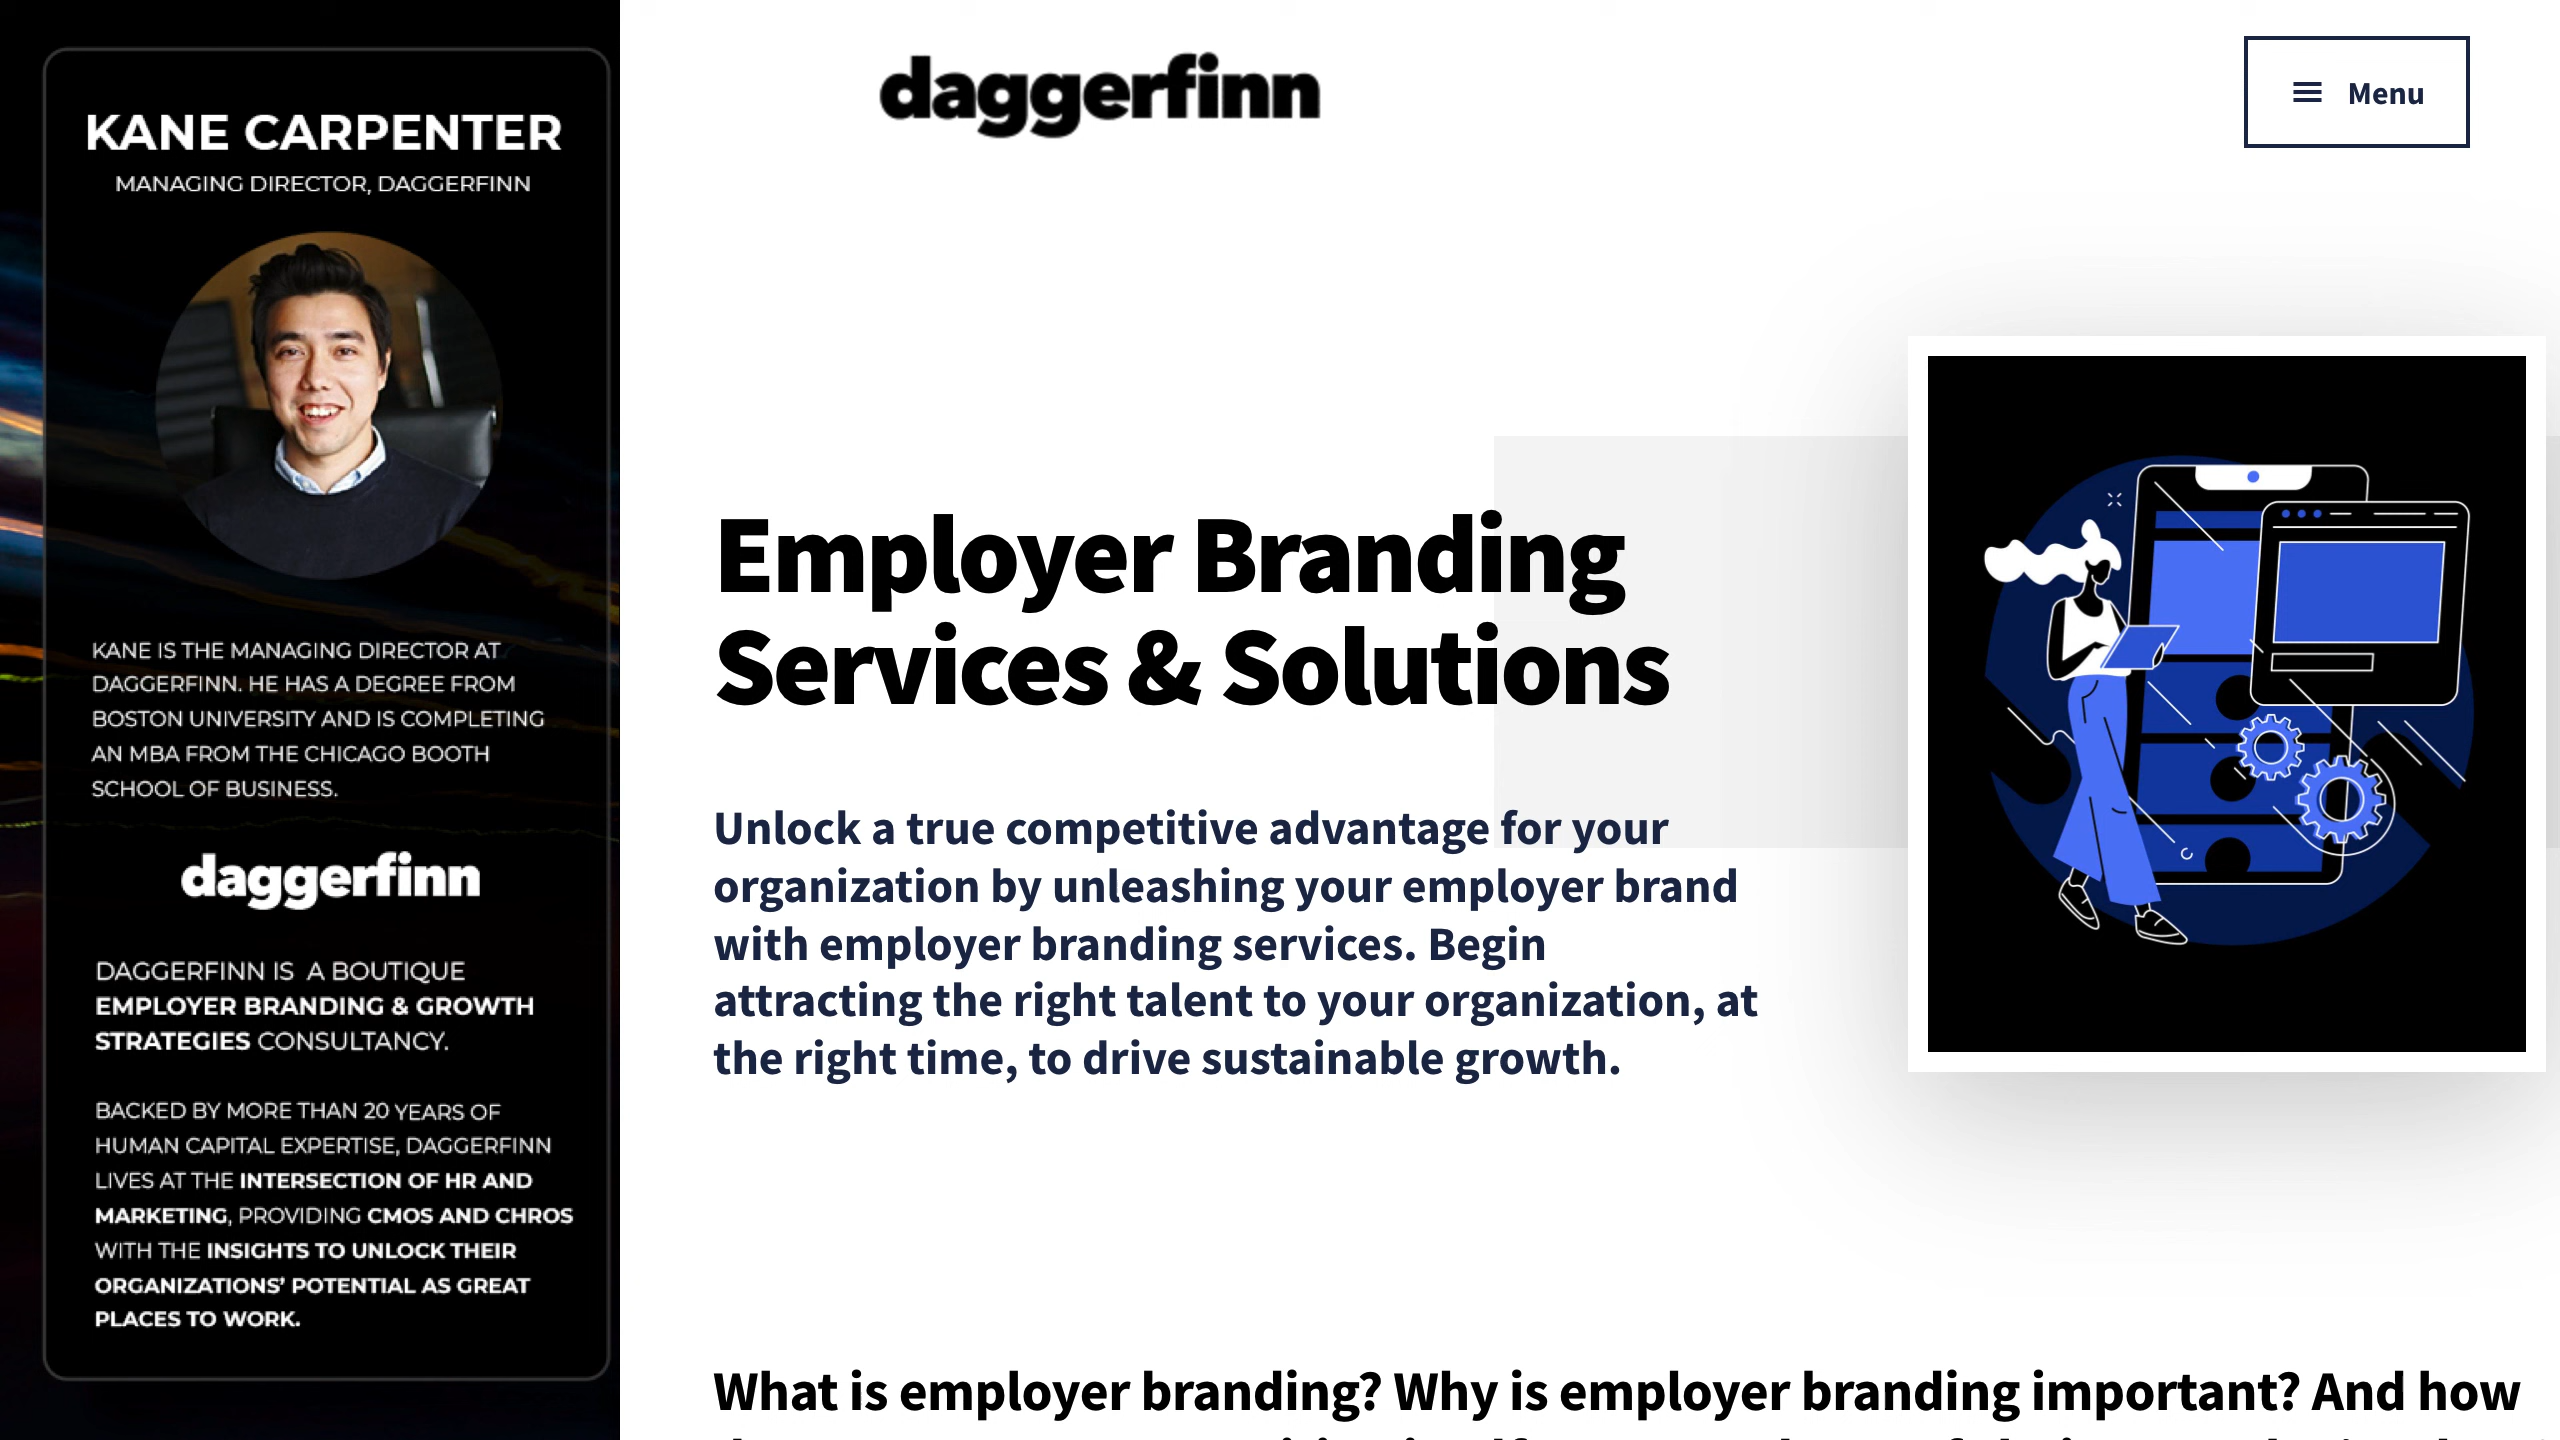 KANE CARPENTER
MANAGING DIRECTOR, DAGGERFINN
KANE IS THE MANAGING DIRECTOR AT
DAGGERFINN. HE HAS A DEGREE FROM
BOSTON UNIVERSITY AND IS COMPLETING
AN MBA FROM THE CHICAGO BOOTH
SCHOOL OF BUSINESS.
daggerfinn
DAGGERFINN IS A BOUTIQUE
EMPLOYER BRANDING & GROWTH
STRATEGIES CONSULTANCY.
BACKED BY MORE THAN 20 YEARS OF
HUMAN CAPITAL EXPERTISE, DAGGERFINN
LIVES AT THE INTERSECTION OF HR AND
MARKETING, PROVIDING CMOS AND CHROS
WITH THE INSIGHTS TO UNLOCK THEIR
ORGANIZATIONS' POTENTIAL AS GREAT
PLACES TO WORK.
daggerfinn
Menu
Employer Branding
Services & Solutions
Unlock a true competitive advantage for your
organization by unleashing your employer brand
with employer branding services. Begin
attracting the right talent to your organization, at
the right time, to drive sustainable growth.
What is employer branding? Why is employer branding important? And how